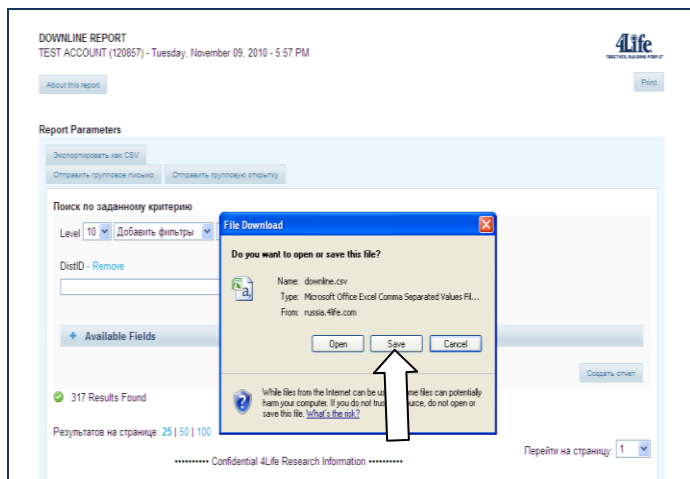 DOWNLINE REPORT
TEST ACCOUNT (120857) - Tuesday, November 09, 2010 - 5:57 PM
4Life
About this report
Print
Report Parameters
Экспортировать как CSV
Отправить групповое письмо Отправить групповую открытку
Поиск по заданному критерию
Level 10 Добавить фильтры
DistID - Remove
+ Available Fields
Создать отчет
317 Results Found
Результатов на странице: 25 | 50 | 100
Перейти на страницу: 1
•••••••••• Confidential 4Life Research Information ••••••••••
File Download
Do you want to open or save this file?
Name: downline.csv
Type: Microsoft Office Excel Comma Separated Values Fil...
From: russia.4life.com
Open Save Cancel
While files from the Internet can be us me files can potentially
harm your computer. If you do not trus urce, do not open or
save this file. What's the risk?